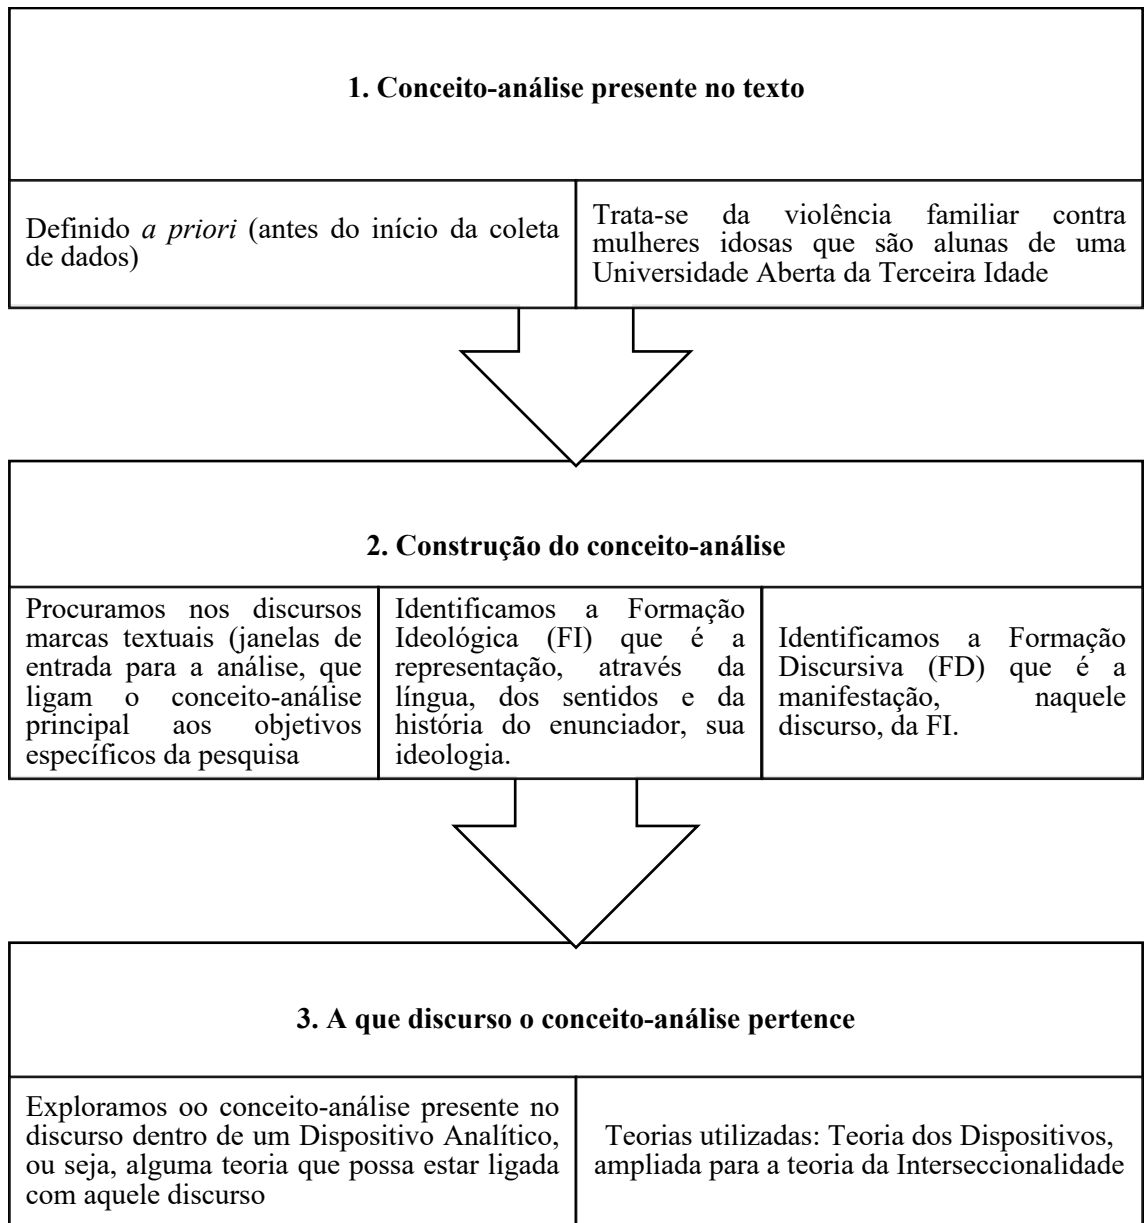 1. Conceito-análise presente no texto
Definido a priori (antes do início da coleta
de dados)
Trata-se da violência familiar contra
mulheres idosas que são alunas de uma
Universidade Aberta da Terceira Idade
2. Construção do conceito-análise
Procuramos nos discursos
marcas textuais (janelas de
entrada para a análise, que
ligam o conceito-análise
principal aos objetivos
específicos da pesquisa
Identificamos a Formação
Ideológica (FI) que é a
representação, através da
língua, dos sentidos e da
história do enunciador, sua
ideologia.
Identificamos a Formação
Discursiva (FD) que é a
manifestação, naquele
discurso, da FI.
3. A que discurso o conceito-análise pertence
Exploramos oo conceito-análise presente no
discurso dentro de um Dispositivo Analítico,
ou seja, alguma teoria que possa estar ligada
com aquele discurso
Teorias utilizadas: Teoria dos Dispositivos,
ampliada para a teoria da Interseccionalidade